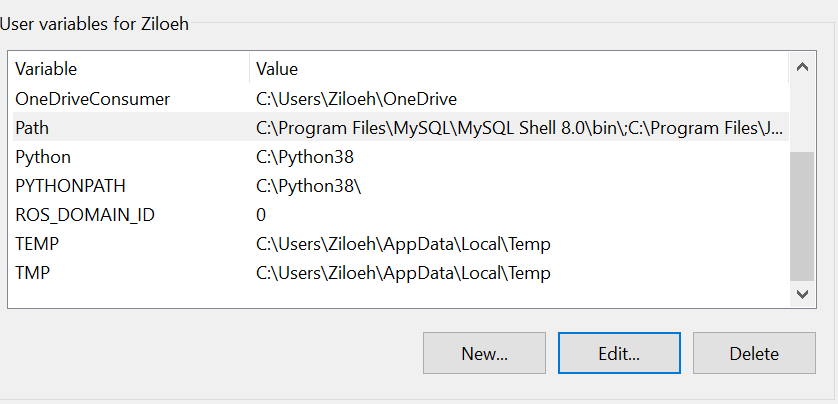 User variables for Ziloeh
Variable Value
OneDriveConsumer C:\Users\Ziloeh\OneDrive
Path C:\Program Files\MySQL\MySQL Shell 8.0\bin\;C:\Program Files\J...
Python C:\Python38
PYTHONPATH C:\Python38\
ROS_DOMAIN_ID 0
TEMP C:\Users\Ziloeh\AppData\Local\Temp
TMP C:\Users\Ziloeh\AppData\Local\Temp
New... Edit... Delete